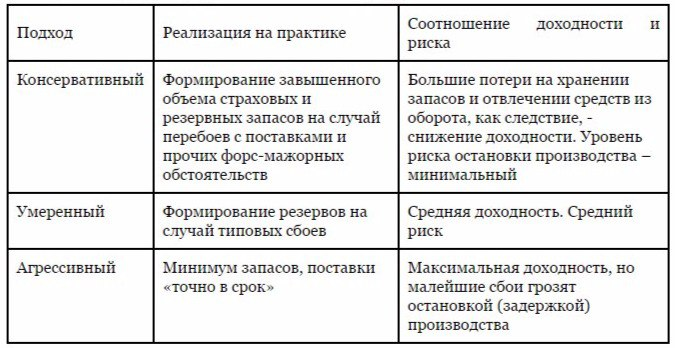 Подход
Реализация на практике
Соотношение доходности и
риска
Консервативный
Формирование завышенного
объема страховых и
резервных запасов на случай
перебоев с поставками и
прочих форс-мажорных
обстоятельств
Большие потери на хранении
запасов и отвлечении средств из
оборота, как следствие, -
снижение доходности. Уровень
риска остановки производства –
минимальный
Умеренный
Формирование резервов на
случай типовых сбоев
Средняя доходность. Средний
риск
Агрессивный
Минимум запасов, поставки
«точно в срок»
Максимальная доходность, но
малейшие сбои грозят
остановкой (задержкой)
производства